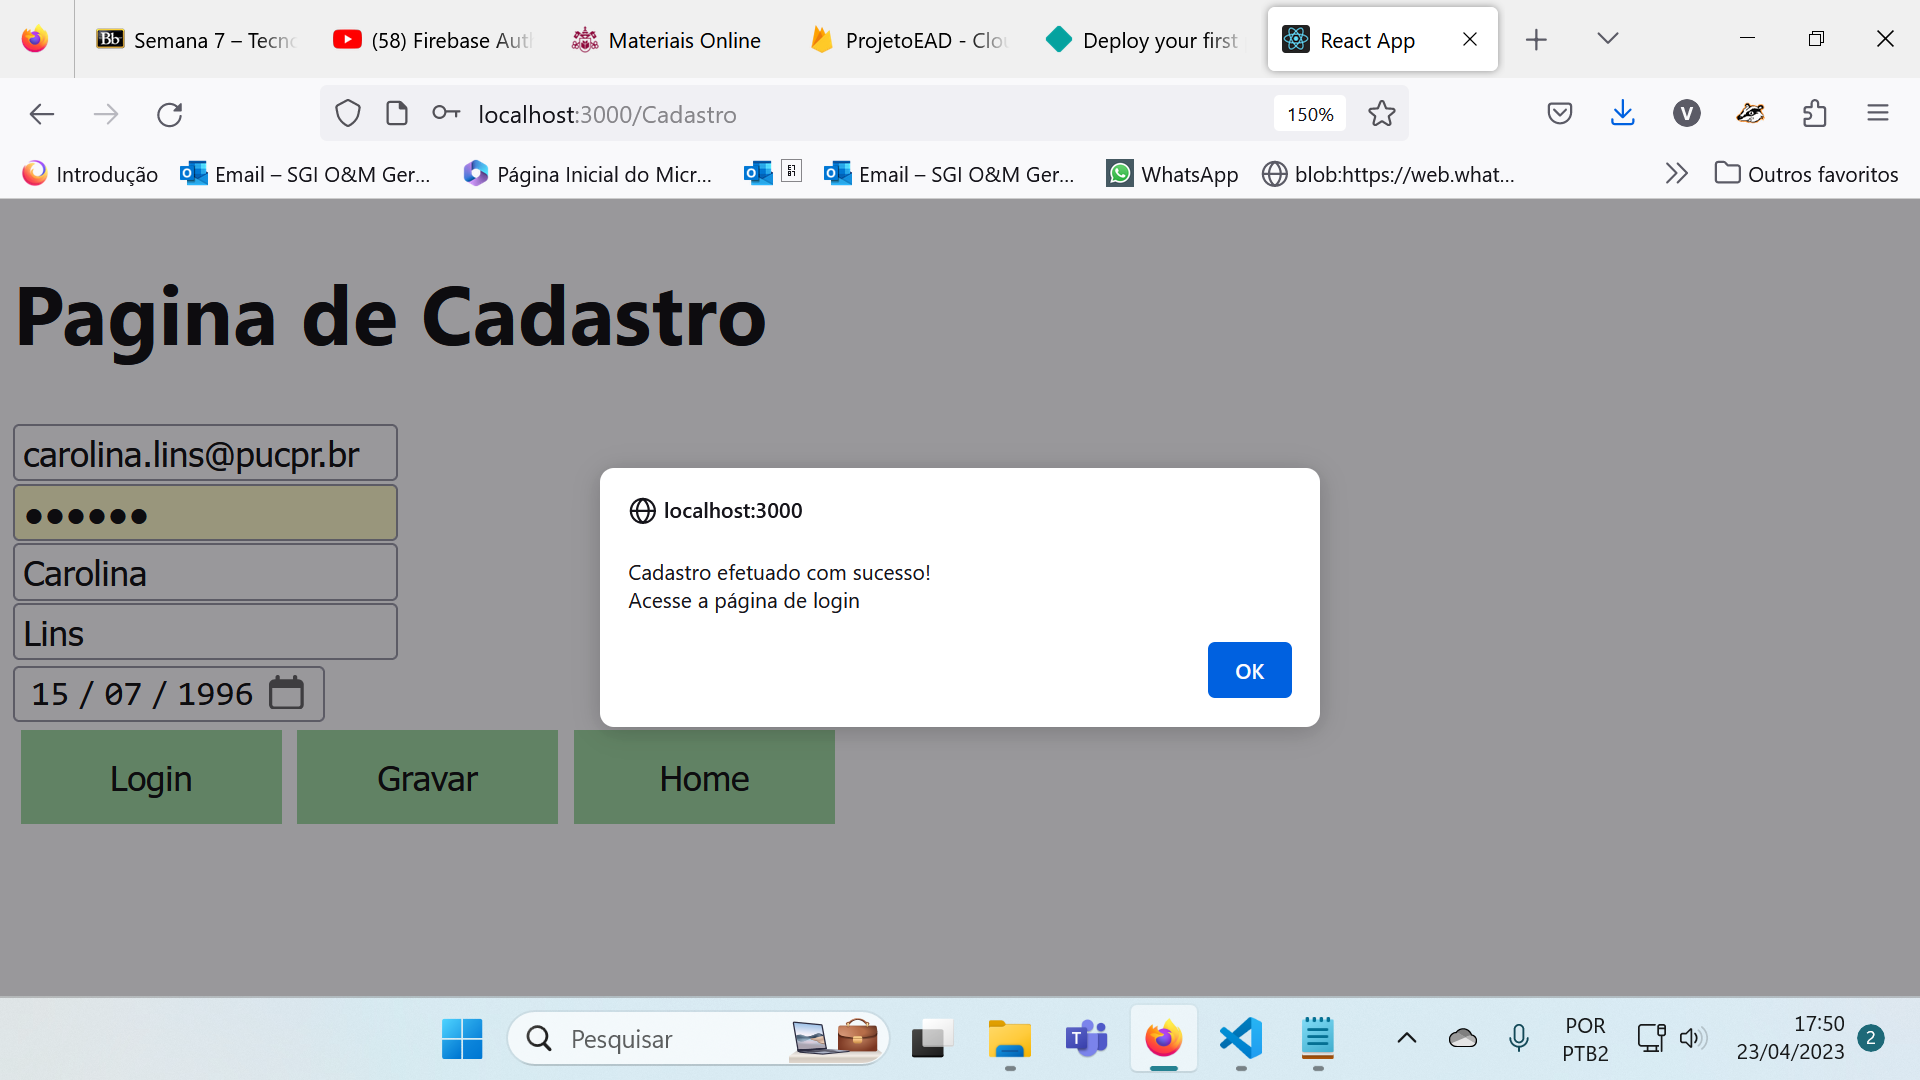 Bb Semana 7 – Tecno
(58) Firebase Aut
Materiais Online
ProjetoEAD - Clou
Deploy your first
React App
localhost:3000/Cadastro
150%
V
Introdução
Email – SGI O&M Ger...
Página Inicial do Micr...
Email – SGI O&M Ger...
WhatsApp
blob:https://web.what...
Outros favoritos
Pagina de Cadastro
carolina.lins@pucpr.br
●●●●●●
Carolina
Lins
15 / 07 / 1996
Login
Gravar
Home
localhost:3000
Cadastro efetuado com sucesso!
Acesse a página de login
OK
Pesquisar
POR
PTB2
17:50
23/04/2023
2